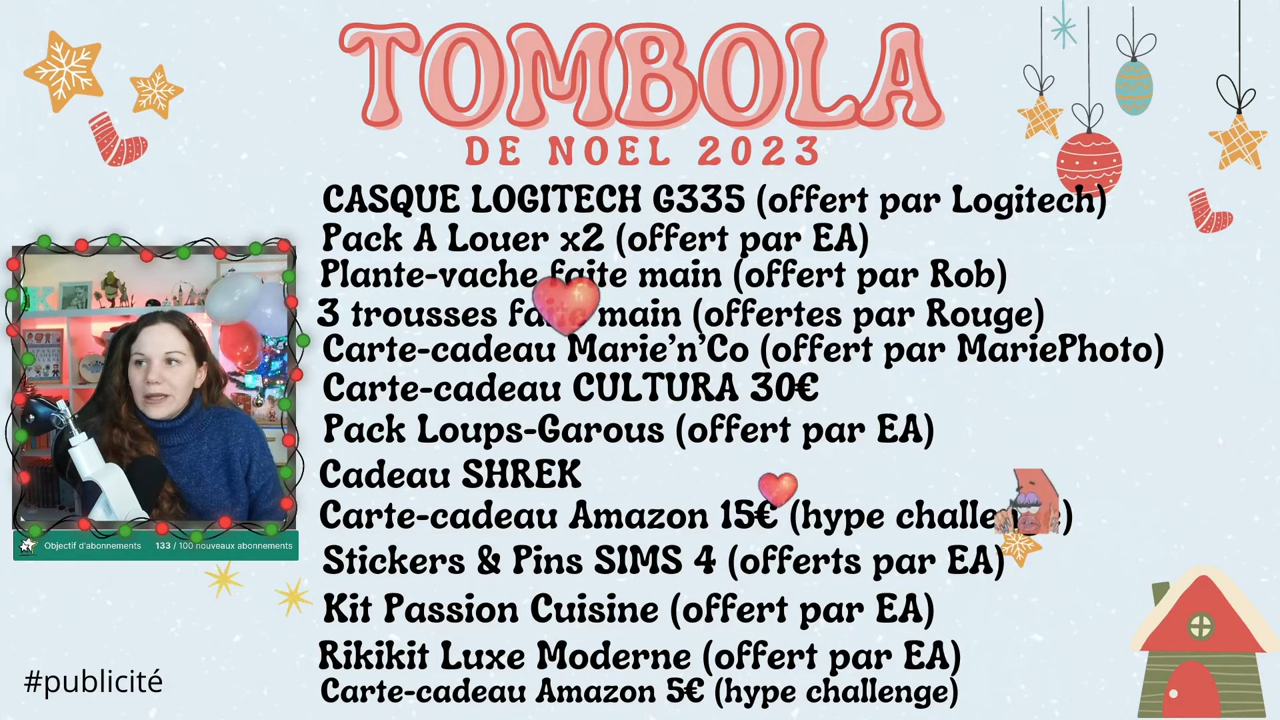 TOMBOLA
DE NOEL 2023
CASQUE LOGITECH G335 (offert par Logitech)
Pack A Louer x2 (offert par EA)
Plante-vache faite main (offert par Rob)
3 trousses faite main (offertes par Rouge)
Carte-cadeau Marie'n'Co (offert par MariePhoto)
Carte-cadeau CULTURA 30€
Pack Loups-Garous (offert par EA)
Cadeau SHREK
Carte-cadeau Amazon 15€ (hype challenge)
Stickers & Pins SIMS 4 (offerts par EA)
Kit Passion Cuisine (offert par EA)
Rikikit Luxe Moderne (offert par EA)
Carte-cadeau Amazon 5€ (hype challenge)
Objectif d'abonnements 133 / 100 nouveaux abonnements
#publicité